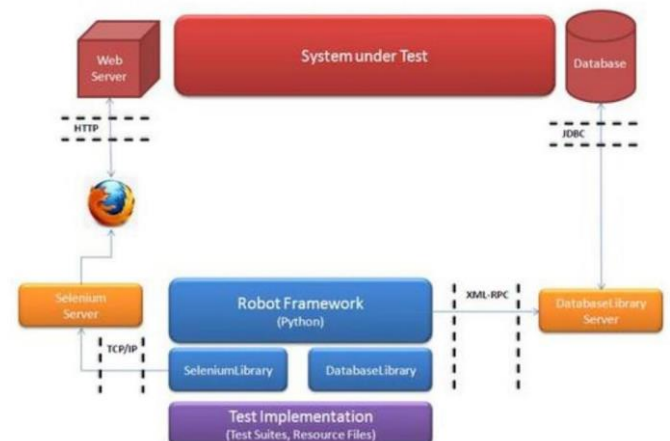 Web
Server
System under Test
Database
HTTP
JDBC
Selenium
Server
Robot Framework
(Python)
XML-RPC
DatabaseLibrary
Server
TCP/IP
SeleniumLibrary
DatabaseLibrary
Test Implementation
(Test Suites, Resource Files)